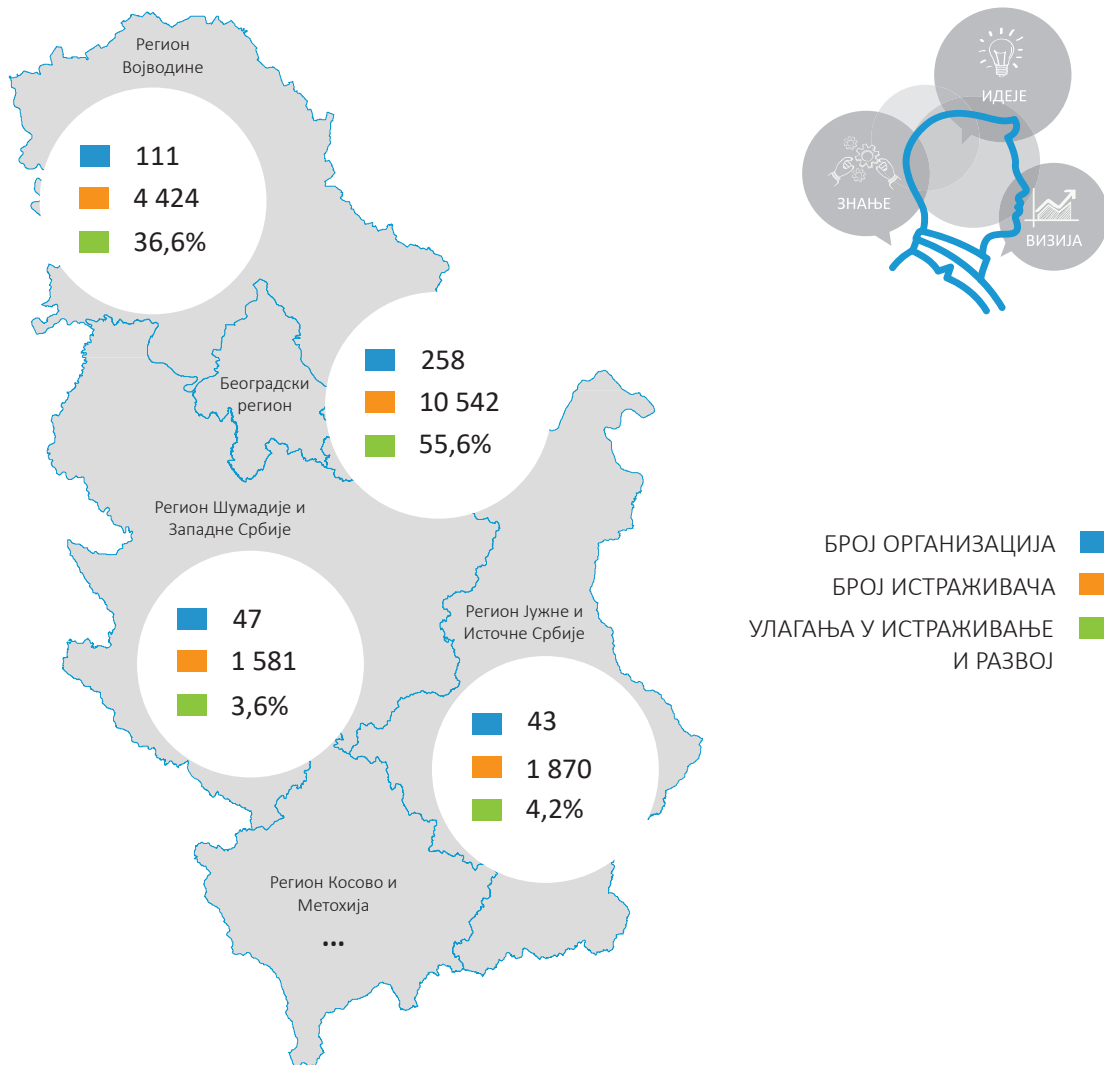 Регион
Војводине
111
4 424
36,6%
ИДЕЈЕ
ЗНАЊЕ
ВИЗИЈА
Београдски
регион
258
10 542
55,6%
Регион Шумадије и
Западне Србије
47
1 581
3,6%
Регион Јужне и
Источне Србије
43
1 870
4,2%
Регион Косово и
Метохија
...
БРОЈ ОРГАНИЗАЦИЈА
БРОЈ ИСТРАЖИВАЧА
УЛАГАЊА У ИСТРАЖИВАЊЕ
И РАЗВОЈ